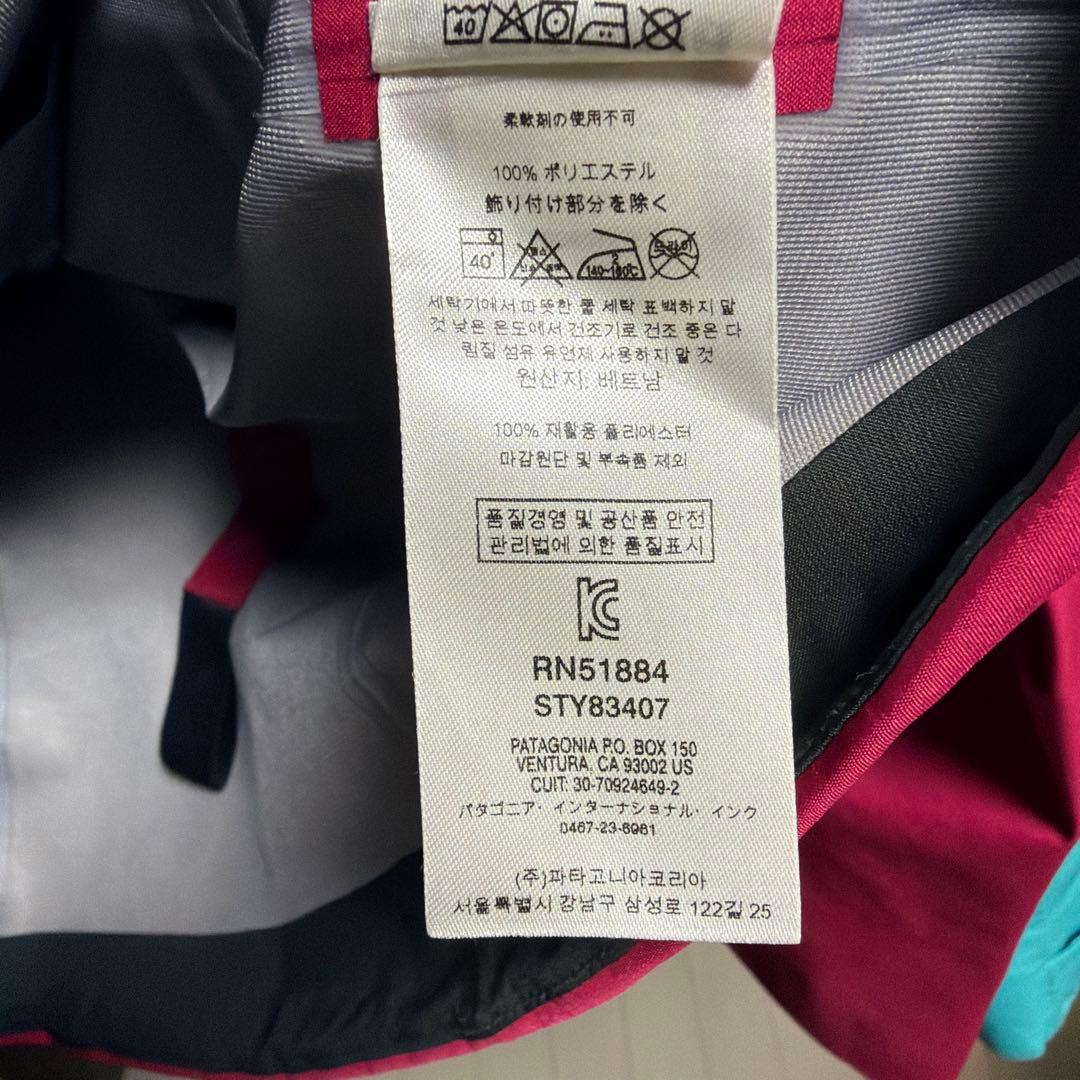 40
柔軟剤の使用不可
100% ポリエステル
飾り付け部分を除く
40°
2
140~160℃
드라이
세탁기에서 따뜻한 물 세탁 표백하지 말
것 낮은 온도에서 건조기로 건조 중온 다
림질 섬유 유연제 사용하지 말 것
원산지: 베트남
100% 재활용 폴리에스터
마감원단 및 부속품 제외
품질경영 및 공산품 안전
관리법에 의한 품질표시
RN51884
STY83407
PATAGONIA P.O. BOX 150
VENTURA, CA 93002 US
CUIT: 30-70924649-2
パタゴニア・インターナショナル・インク
0467-23-8961
(주)파타고니아코리아
서울특별시 강남구 삼성로 122길 25